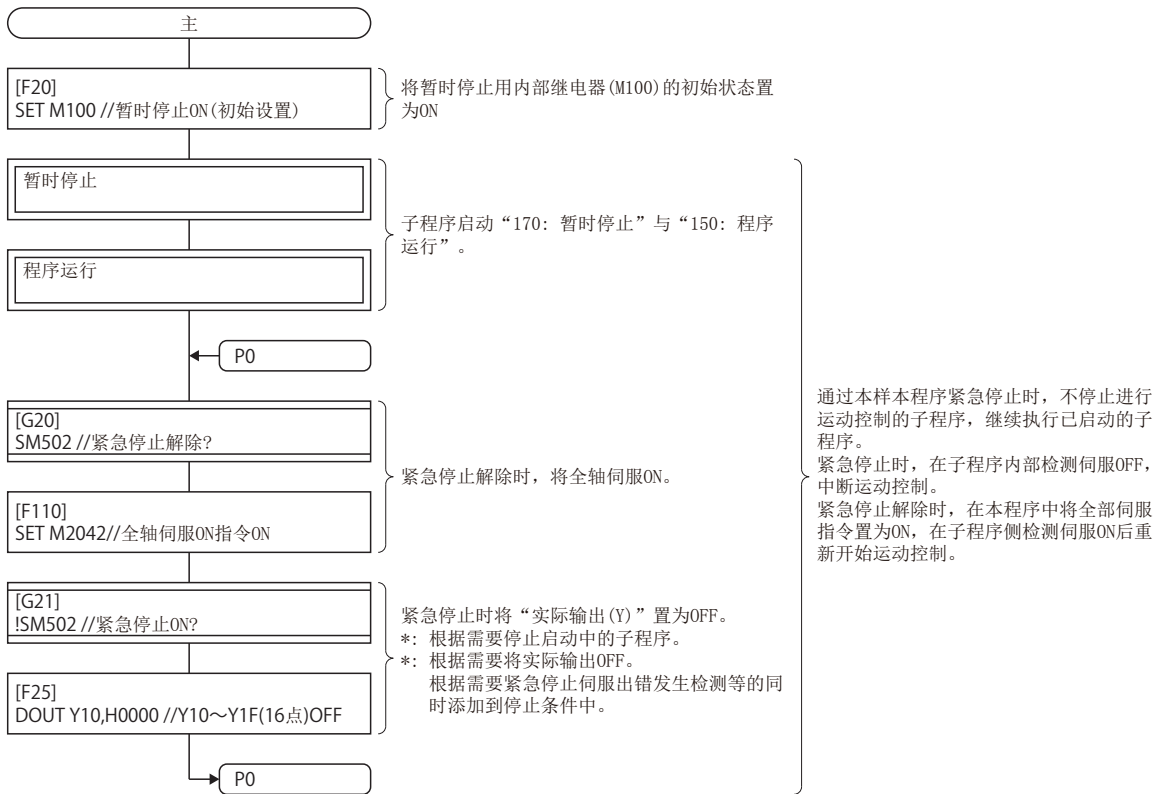 主
[F20]
SET M100 //暂时停止ON(初始设置)
将暂时停止用内部继电器(M100)的初始状态置
为ON
暂时停止
程序运行
子程序启动“170: 暂时停止”与“150: 程序
运行”。
P0
[G20]
SM502 //紧急停止解除?
[F110]
SET M2042//全轴伺服ON指令ON
紧急停止解除时，将全轴伺服ON。
[G21]
!SM502 //紧急停止ON?
[F25]
DOUT Y10,H0000 //Y10～Y1F(16点)OFF
紧急停止时将“实际输出(Y)”置为OFF。
*: 根据需要停止启动中的子程序。
*: 根据需要将实际输出OFF。
根据需要紧急停止伺服出错发生检测等的同
时添加到停止条件中。
P0
通过本样本程序紧急停止时，不停止进行
运动控制的子程序，继续执行已启动的子
程序。
紧急停止时，在子程序内部检测伺服OFF，
中断运动控制。
紧急停止解除时，在本程序中将全部伺服
指令置为ON，在子程序侧检测伺服ON后重
新开始运动控制。